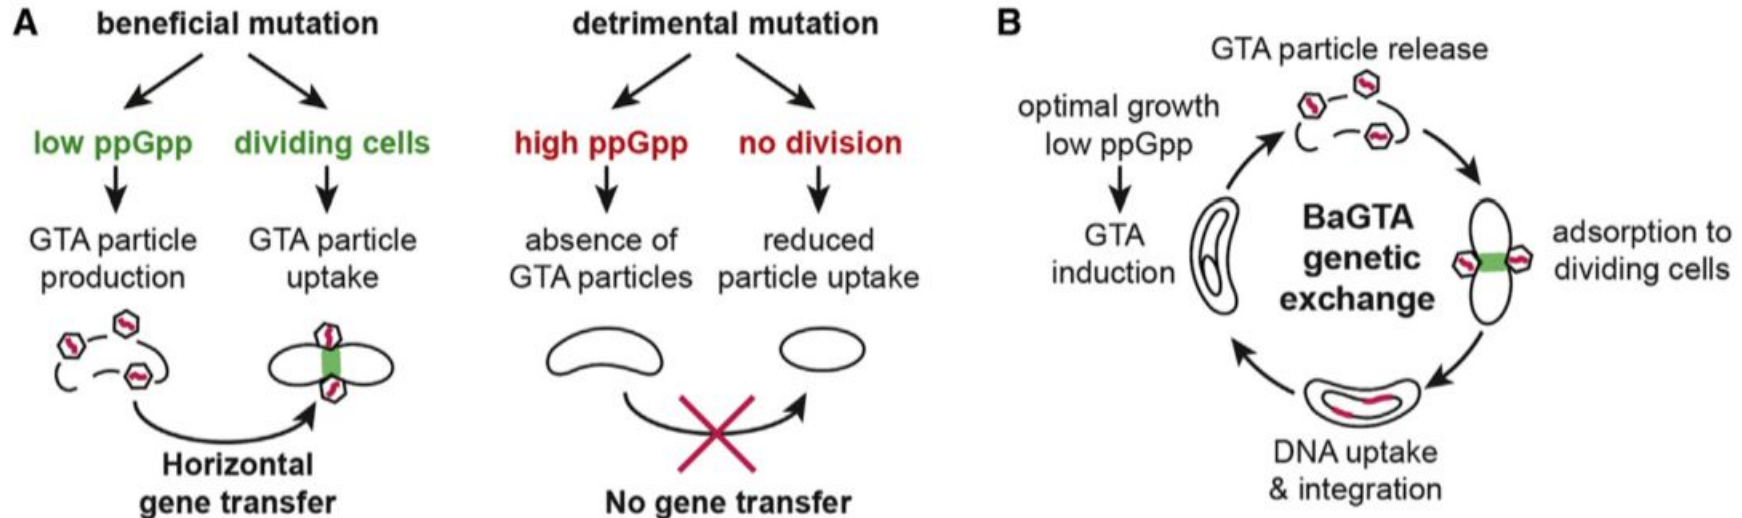 A
beneficial mutation
low ppGpp
dividing cells
GTA particle
production
GTA particle
uptake
Horizontal
gene transfer
detrimental mutation
high ppGpp
no division
absence of
GTA particles
reduced
particle uptake
No gene transfer
B
GTA particle release
optimal growth
low ppGpp
GTA
induction
BaGTA
genetic
exchange
adsorption to
dividing cells
DNA uptake
& integration